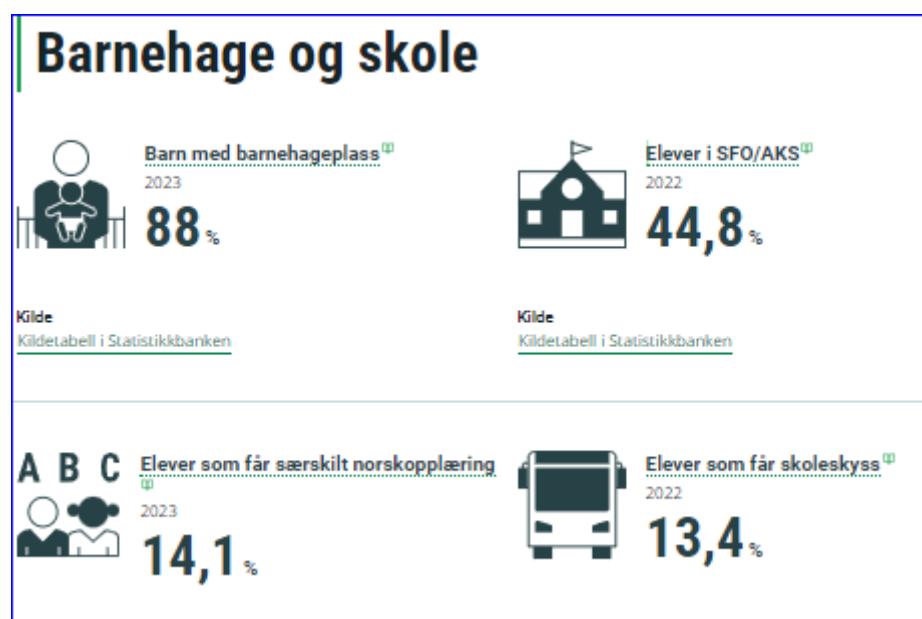 Barnehage og skole
Barn med barnehageplass
2023
88 %
Kilde
Kildetabell i Statistikkbanken
Elever i SFO/AKS
2022
44,8 %
Kilde
Kildetabell i Statistikkbanken
A B C
Elever som får særskilt norskopplæring
2023
14,1 %
Elever som får skoleskyss
2022
13,4 %